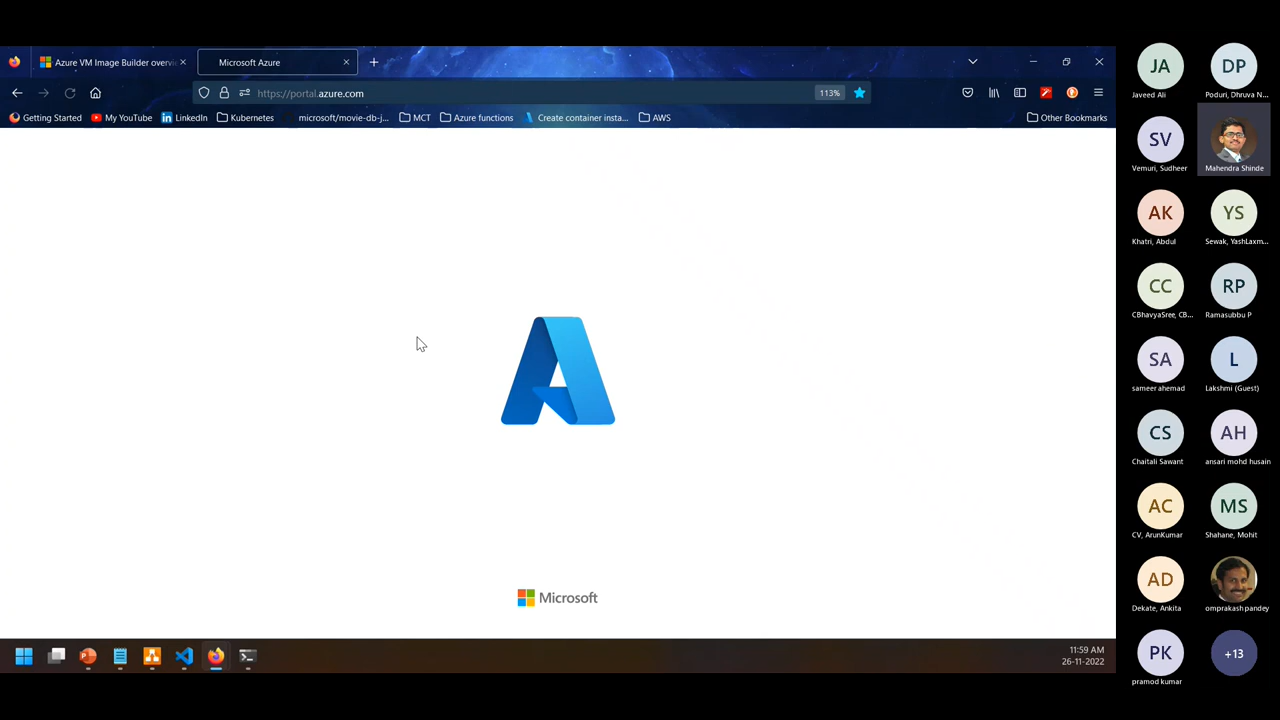 Azure VM Image Builder overvi
Microsoft Azure
https://portal.azure.com
113%
Getting Started
My YouTube
LinkedIn
Kubernetes
microsoft/movie-db-j...
MCT
Azure functions
Create container insta...
AWS
Other Bookmarks
Microsoft
11:59 AM
26-11-2022
JA
Javeed Ali
DP
Poduri, Dhruva N...
SV
Vemuri, Sudheer
Mahendra Shinde
AK
Khatri, Abdul
YS
Sewak, YashLaxm...
CC
CBhavyaSree, CB...
RP
Ramasubbu P
SA
sameer ahemad
L
Lakshmi (Guest)
CS
Chaitali Sawant
AH
ansari mohd husain
AC
CV, ArunKumar
MS
Shahane, Mohit
AD
Dekate, Ankita
omprakash pandey
PK
pramod kumar
+13